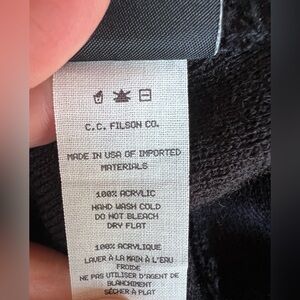 C.C. FILSON CO.
MADE IN USA OF IMPORTED
MATERIALS
100% ACRYLIC
HAND WASH COLD
DO NOT BLEACH
DRY FLAT
100% ACRYLIQUE
LAVER À LA MAIN À L'EAU
FROIDE
NE PAS UTILISER D'AGENT DE
BLANCHIMENT
SÉCHER À PLAT